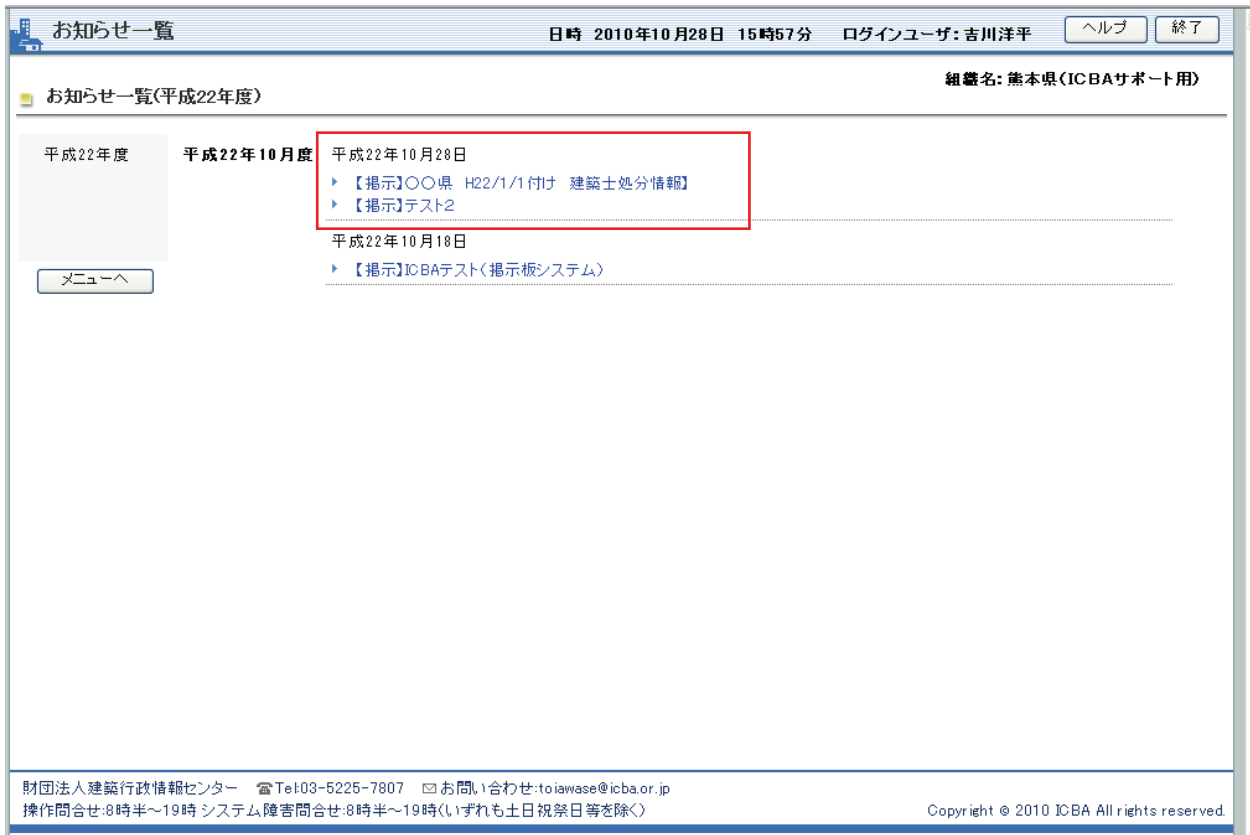 お知らせ一覧
日時 2010年10月28日 15時57分 ログインユーザ:吉川洋平 ヘルプ 終了
組織名:熊本県(ICBAサポート用)
お知らせ一覧(平成22年度)
平成22年度 平成22年10月度 平成22年10月28日
【掲示】〇〇県 H22/1/1付け 建築士処分情報】
【掲示】テスト2
平成22年10月18日
【掲示】ICBAテスト(掲示板システム)
メニューへ
財団法人建築行政情報センター ☎Tel:03-5225-7807 ✉お問い合わせ:toiawase@icba.or.jp
操作問合せ:8時半～19時 システム障害問合せ:8時半～19時(いずれも土日祝祭日等を除く)
Copyright © 2010 ICBA All rights reserved.